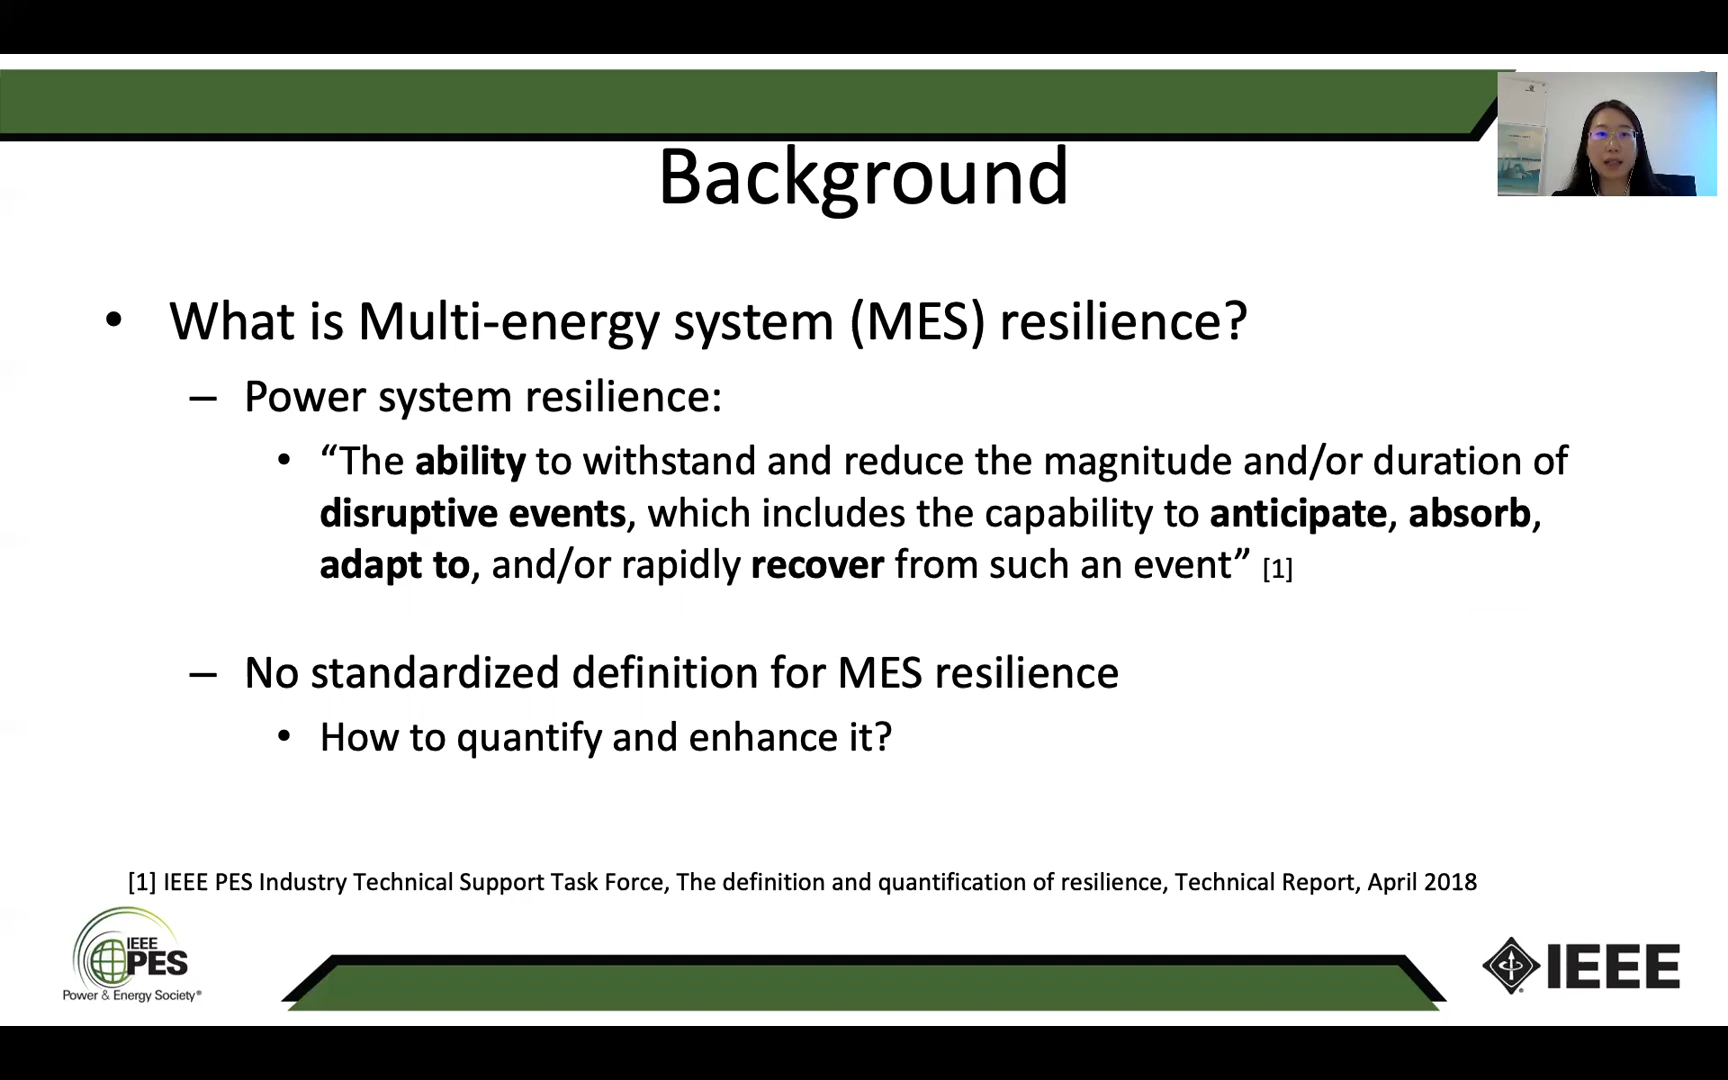 Background
• What is Multi-energy system (MES) resilience?
– Power system resilience:
• “The ability to withstand and reduce the magnitude and/or duration of
disruptive events, which includes the capability to anticipate, absorb,
adapt to, and/or rapidly recover from such an event” [1]
– No standardized definition for MES resilience
• How to quantify and enhance it?
[1] IEEE PES Industry Technical Support Task Force, The definition and quantification of resilience, Technical Report, April 2018
IEEE
PES
Power & Energy Society®
IEEE